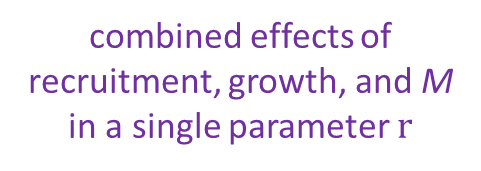 combined effects of
recruitment, growth, and M
in a single parameter r